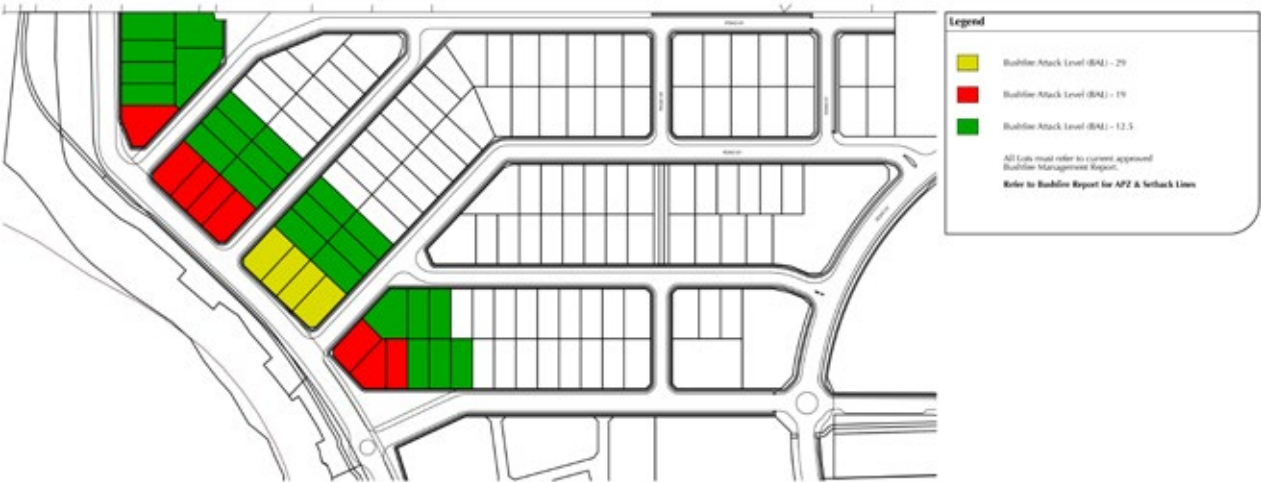 Legend
Bushfire Attack Level (BAL) - 29
Bushfire Attack Level (BAL) - 19
Bushfire Attack Level (BAL) - 12.5
All Lots must refer to current approved
Bushfire Management Report.
Refer to Bushfire Report for APZ & Setback Lines